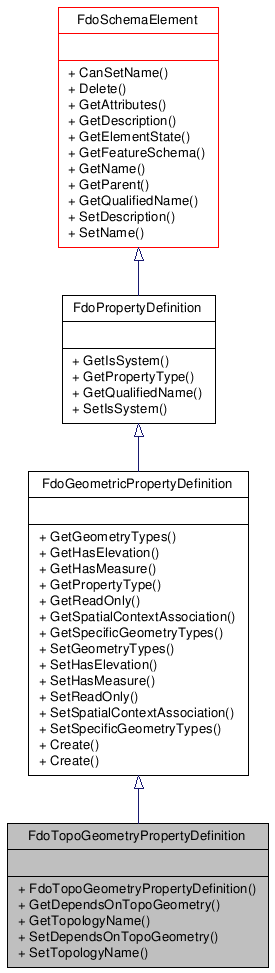 FdoSchemaElement
+ CanSetName()
+ Delete()
+ GetAttributes()
+ GetDescription()
+ GetElementState()
+ GetFeatureSchema()
+ GetName()
+ GetParent()
+ GetQualifiedName()
+ SetDescription()
+ SetName()
FdoPropertyDefinition
+ GetIsSystem()
+ GetPropertyType()
+ GetQualifiedName()
+ SetIsSystem()
FdoGeometricPropertyDefinition
+ GetGeometryTypes()
+ GetHasElevation()
+ GetHasMeasure()
+ GetPropertyType()
+ GetReadOnly()
+ GetSpatialContextAssociation()
+ GetSpecificGeometryTypes()
+ SetGeometryTypes()
+ SetHasElevation()
+ SetHasMeasure()
+ SetReadOnly()
+ SetSpatialContextAssociation()
+ SetSpecificGeometryTypes()
+ Create()
+ Create()
FdoTopoGeometryPropertyDefinition
+ FdoTopoGeometryPropertyDefinition()
+ GetDependsOnTopoGeometry()
+ GetTopologyName()
+ SetDependsOnTopoGeometry()
+ SetTopologyName()